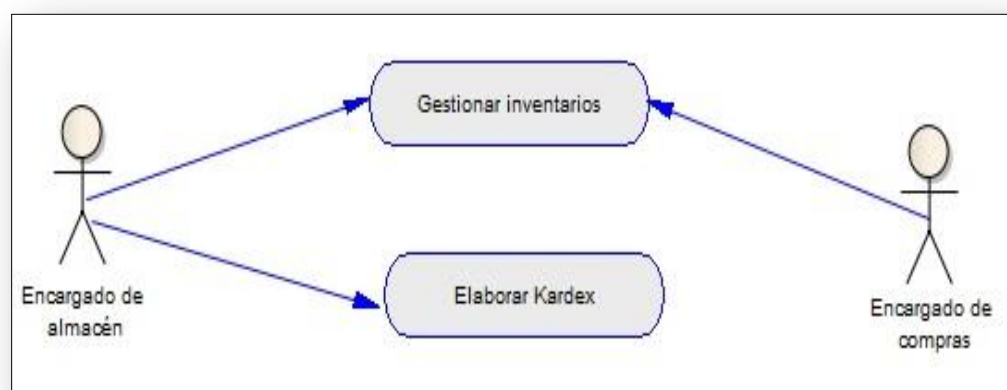 Gestionar inventarios
Elaborar Kardex
Encargado de
almacén
Encargado de
compras